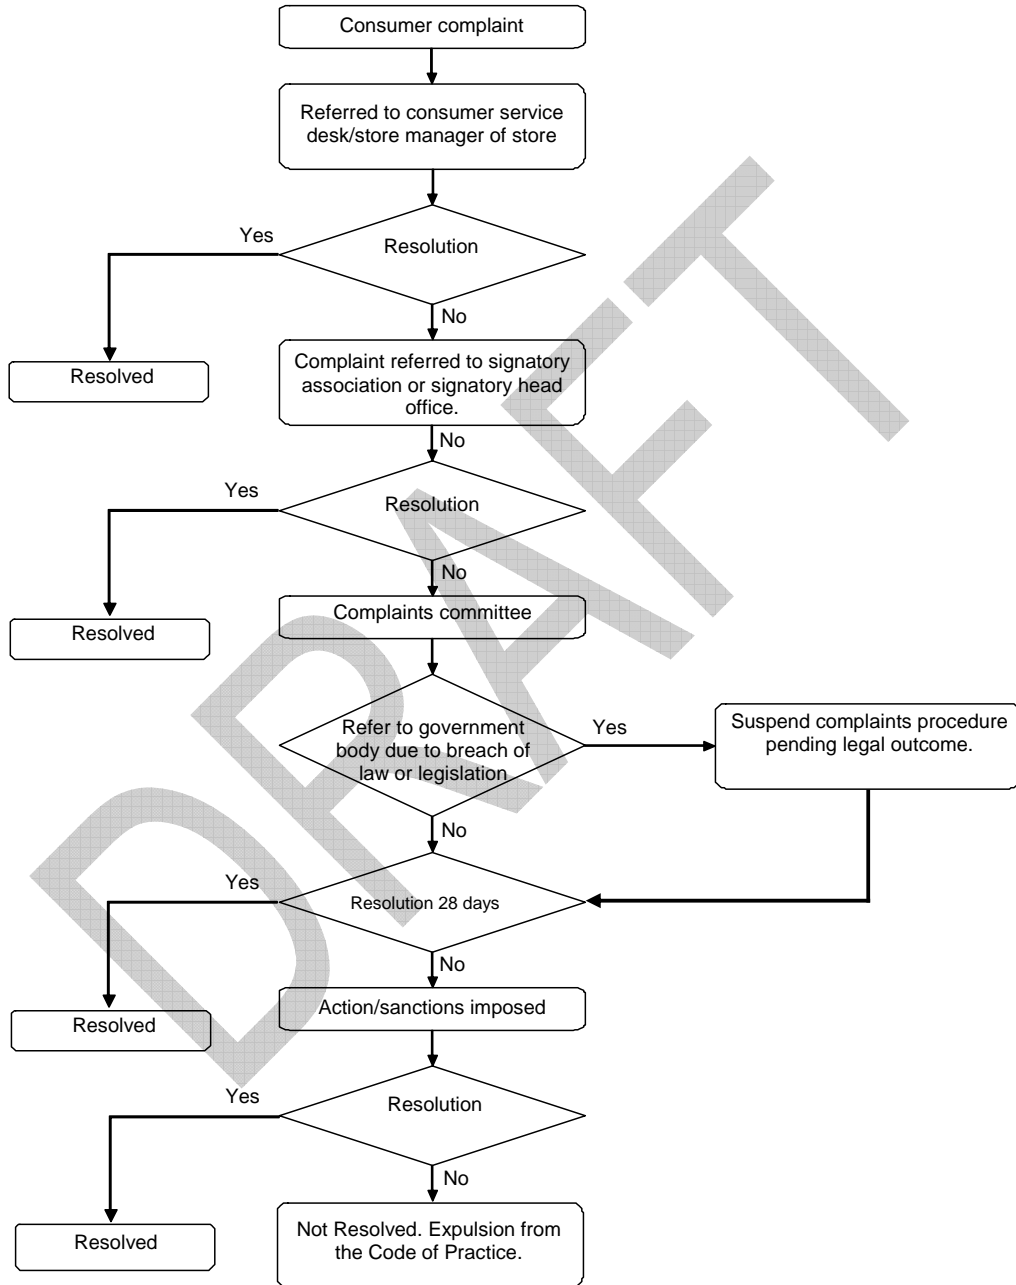 Consumer complaint
Referred to consumer service
desk/store manager of store
Yes
Resolution
No
Resolved
Complaint referred to signatory
association or signatory head
office.
No
Yes
Resolution
No
Resolved
Complaints committee
Refer to government
body due to breach of
law or legislation
Yes
Suspend complaints procedure
pending legal outcome.
No
Yes
Resolution 28 days
No
Resolved
Action/sanctions imposed
Yes
Resolution
No
Resolved
Not Resolved. Expulsion from
the Code of Practice.
DRAFT